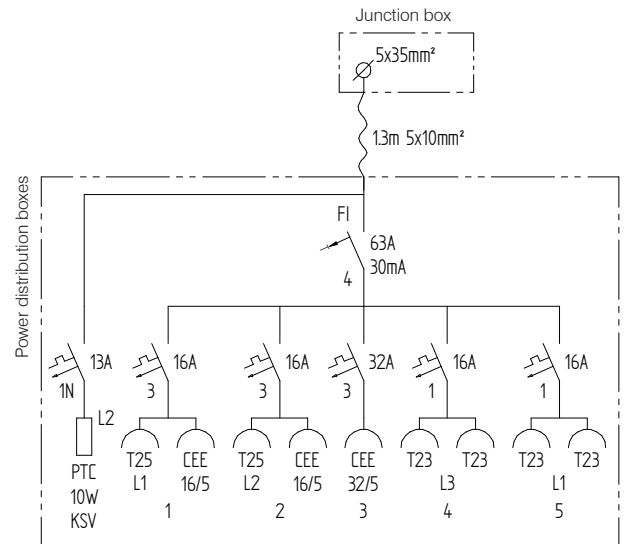 Junction box
5x35mm²
1.3m 5x10mm²
Power distribution boxes
FI
63A
30mA
4
13A
16A
16A
32A
16A
16A
1N
3
3
3
1
1
L2
T25
CEE
T25
CEE
CEE
T23
T23
T23
T23
PTC
L1
16/5
L2
16/5
32/5
L3
L1
10W
KSV
1
2
3
4
5